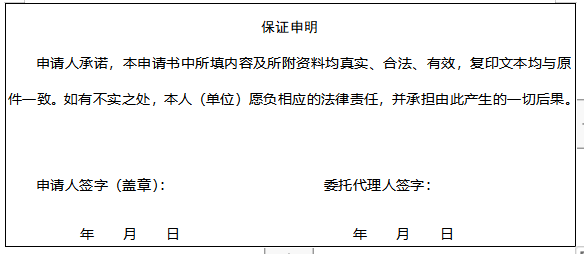 保证申明
申请人承诺，本申请书中所填内容及所附资料均真实、合法、有效，复印文本均与原
件一致。如有不实之处，本人（单位）愿负相应的法律责任，并承担由此产生的一切后果。
申请人签字（盖章）： 委托代理人签字：
年 月 日 年 月 日